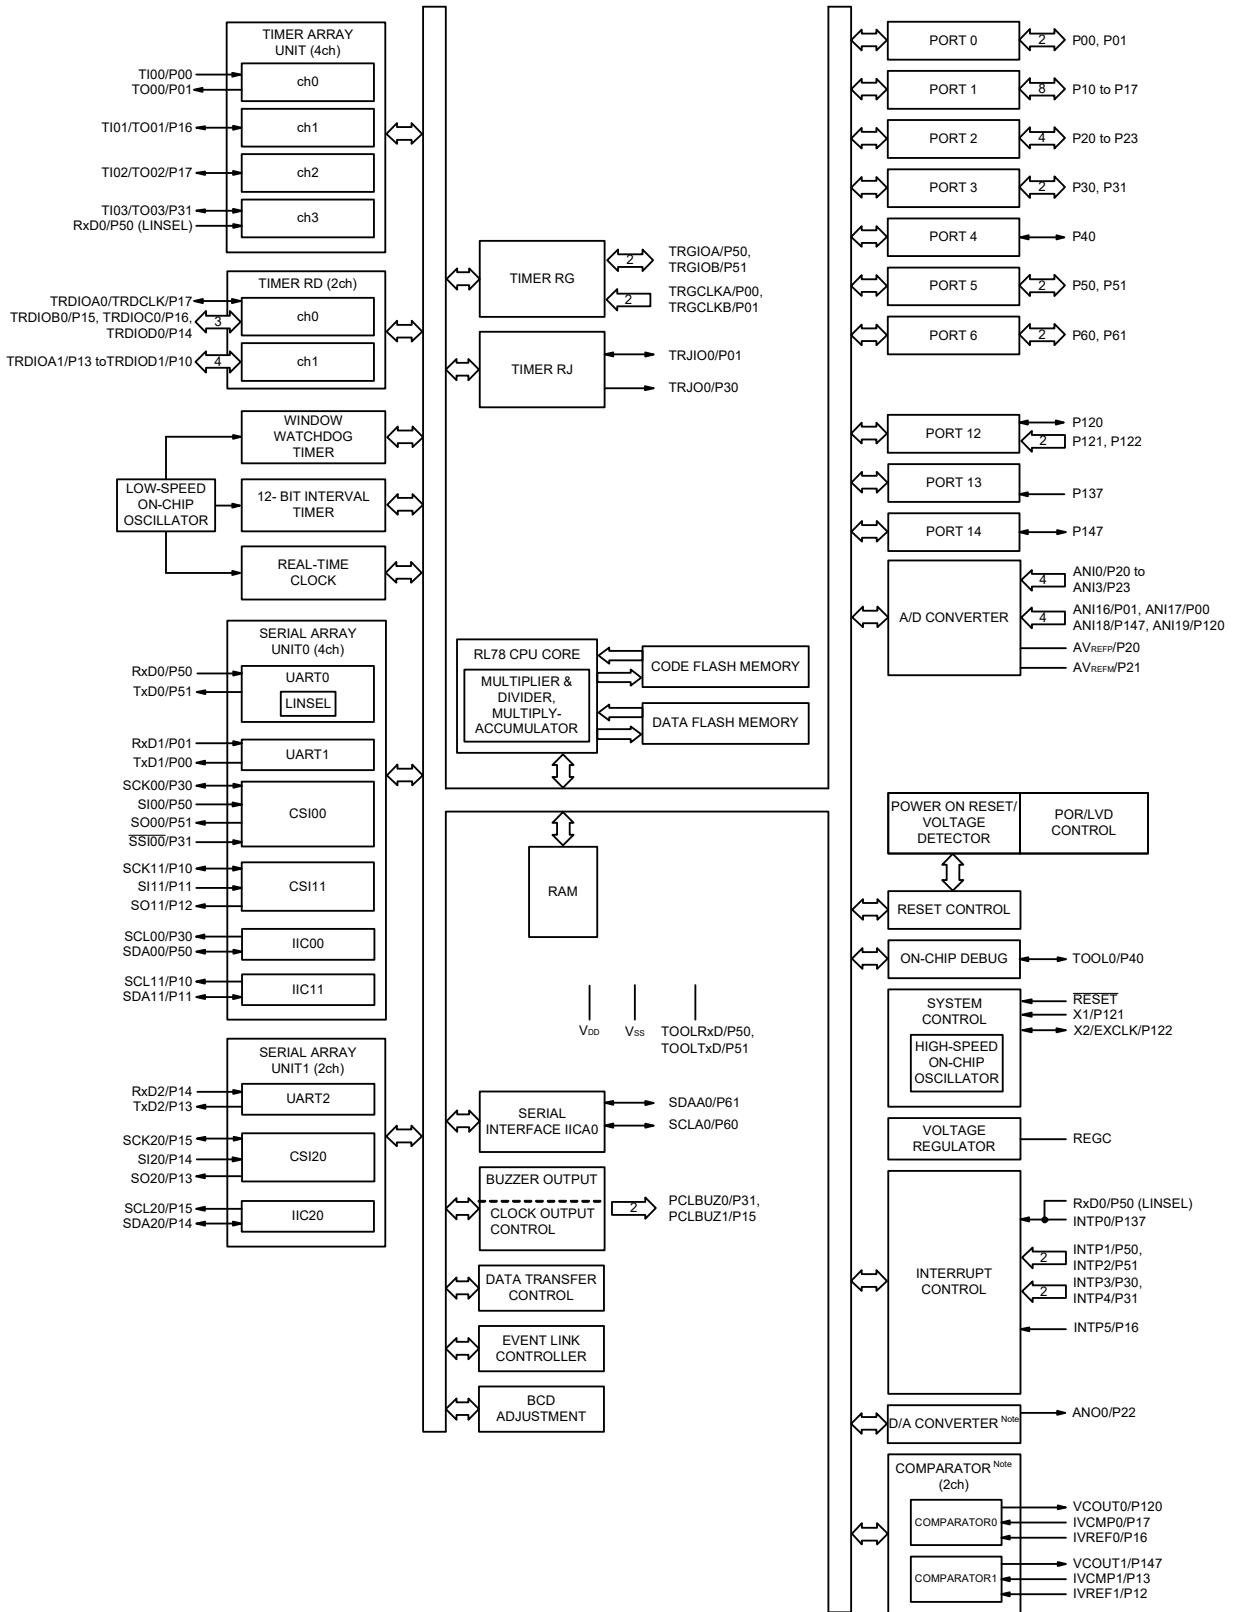 TIMER ARRAY
UNIT (4ch)
TI00/P00
TO00/P01
ch0
TI01/TO01/P16
ch1
TI02/TO02/P17
ch2
TI03/TO03/P31
RxD0/P50 (LINSEL)
ch3
TIMER RD (2ch)
TRDIOA0/TRDCLK/P17
TRDIOB0/P15, TRDIOC0/P16,
TRDIOD0/P14
3
ch0
TRDIOA1/P13 toTRDIOD1/P10
4
ch1
WINDOW
WATCHDOG
TIMER
LOW-SPEED
ON-CHIP
OSCILLATOR
12- BIT INTERVAL
TIMER
REAL-TIME
CLOCK
SERIAL ARRAY
UNIT0 (4ch)
RxD0/P50
TxD0/P51
UART0
LINSEL
RxD1/P01
TxD1/P00
UART1
SCK00/P30
SI00/P50
SO00/P51
SSI00/P31
CSI00
SCK11/P10
SI11/P11
SO11/P12
CSI11
SCL00/P30
SDA00/P50
IIC00
SCL11/P10
SDA11/P11
IIC11
SERIAL ARRAY
UNIT1 (2ch)
RxD2/P14
TxD2/P13
UART2
SCK20/P15
SI20/P14
SO20/P13
CSI20
SCL20/P15
SDA20/P14
IIC20
TIMER RG
2
TRGIOA/P50,
TRGIOB/P51
2
TRGCLKA/P00,
TRGCLKB/P01
TIMER RJ
TRJIO0/P01
TRJO0/P30
RL78 CPU CORE
MULTIPLIER &
DIVIDER,
MULTIPLY-
ACCUMULATOR
CODE FLASH MEMORY
DATA FLASH MEMORY
RAM
VDD
VSS
TOOLRxD/P50,
TOOLTxD/P51
SERIAL
INTERFACE IICA0
SDAA0/P61
SCLA0/P60
BUZZER OUTPUT
CLOCK OUTPUT
CONTROL
2
PCLBUZ0/P31,
PCLBUZ1/P15
DATA TRANSFER
CONTROL
EVENT LINK
CONTROLLER
BCD
ADJUSTMENT
PORT 0
2
P00, P01
PORT 1
8
P10 to P17
PORT 2
4
P20 to P23
PORT 3
2
P30, P31
PORT 4
P40
PORT 5
2
P50, P51
PORT 6
2
P60, P61
PORT 12
P120
2
P121, P122
PORT 13
P137
PORT 14
P147
A/D CONVERTER
4
ANI0/P20 to
ANI3/P23
4
ANI16/P01, ANI17/P00
ANI18/P147, ANI19/P120
AVREFP/P20
AVREFM/P21
POWER ON RESET/
VOLTAGE
DETECTOR
POR/LVD
CONTROL
RESET CONTROL
ON-CHIP DEBUG
TOOL0/P40
SYSTEM
CONTROL
HIGH-SPEED
ON-CHIP
OSCILLATOR
RESET
X1/P121
X2/EXCLK/P122
VOLTAGE
REGULATOR
REGC
INTERRUPT
CONTROL
RxD0/P50 (LINSEL)
INTP0/P137
2
INTP1/P50,
INTP2/P51
2
INTP3/P30,
INTP4/P31
INTP5/P16
D/A CONVERTER Note
ANO0/P22
COMPARATOR Note
(2ch)
COMPARATOR0
VCOUT0/P120
IVCMP0/P17
IVREF0/P16
COMPARATOR1
VCOUT1/P147
IVCMP1/P13
IVREF1/P12